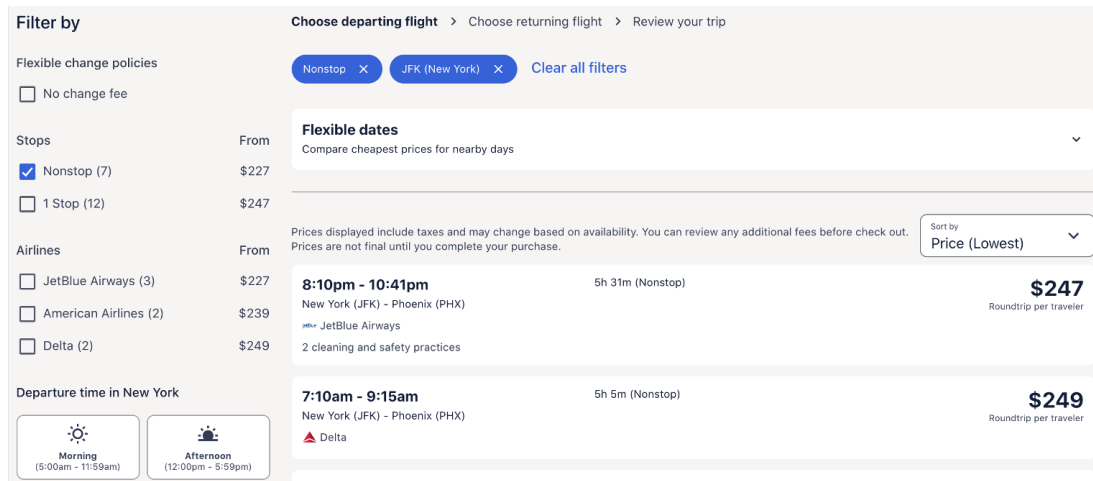 Filter by
Flexible change policies
No change fee
Stops From
Nonstop (7) $227
1 Stop (12) $247
Airlines From
JetBlue Airways (3) $227
American Airlines (2) $239
Delta (2) $249
Departure time in New York
Morning
(5:00am - 11:59am)
Afternoon
(12:00pm - 5:59pm)
Choose departing flight > Choose returning flight > Review your trip
Nonstop X JFK (New York) X Clear all filters
Flexible dates
Compare cheapest prices for nearby days
Prices displayed include taxes and may change based on availability. You can review any additional fees before check out.
Prices are not final until you complete your purchase.
Sort by
Price (Lowest)
8:10pm - 10:41pm 5h 31m (Nonstop) $247
New York (JFK) - Phoenix (PHX) Roundtrip per traveler
jetBlue JetBlue Airways
2 cleaning and safety practices
7:10am - 9:15am 5h 5m (Nonstop) $249
New York (JFK) - Phoenix (PHX) Roundtrip per traveler
Delta